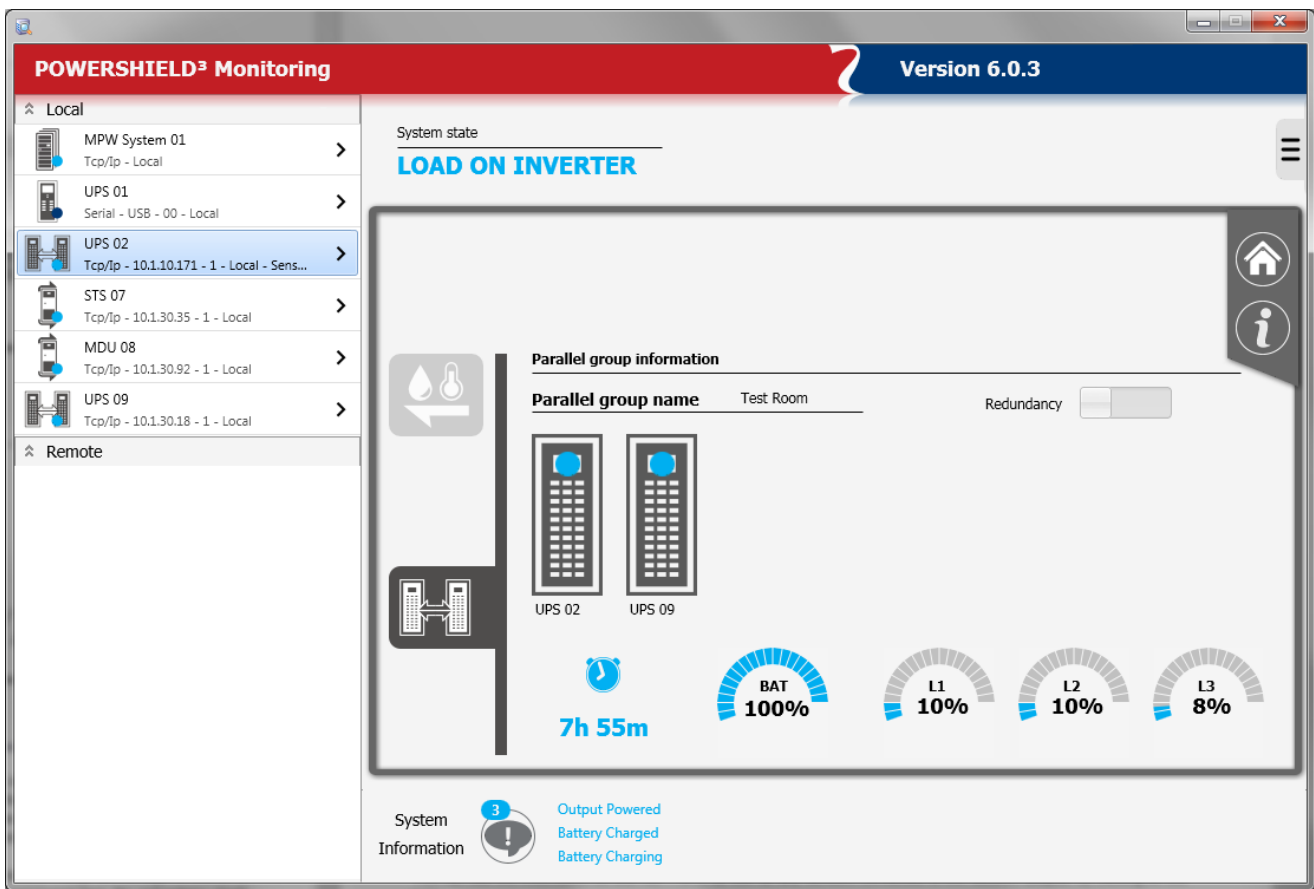 POWERSHIELD³ Monitoring
Version 6.0.3
Local
MPW System 01
Tcp/Ip - Local
UPS 01
Serial - USB - 00 - Local
UPS 02
Tcp/Ip - 10.1.10.171 - 1 - Local - Sens...
STS 07
Tcp/Ip - 10.1.30.35 - 1 - Local
MDU 08
Tcp/Ip - 10.1.30.92 - 1 - Local
UPS 09
Tcp/Ip - 10.1.30.18 - 1 - Local
Remote
System state
LOAD ON INVERTER
Parallel group information
Parallel group name Test Room
Redundancy
UPS 02 UPS 09
7h 55m
BAT
100%
L1
10%
L2
10%
L3
8%
System
Information
3
Output Powered
Battery Charged
Battery Charging